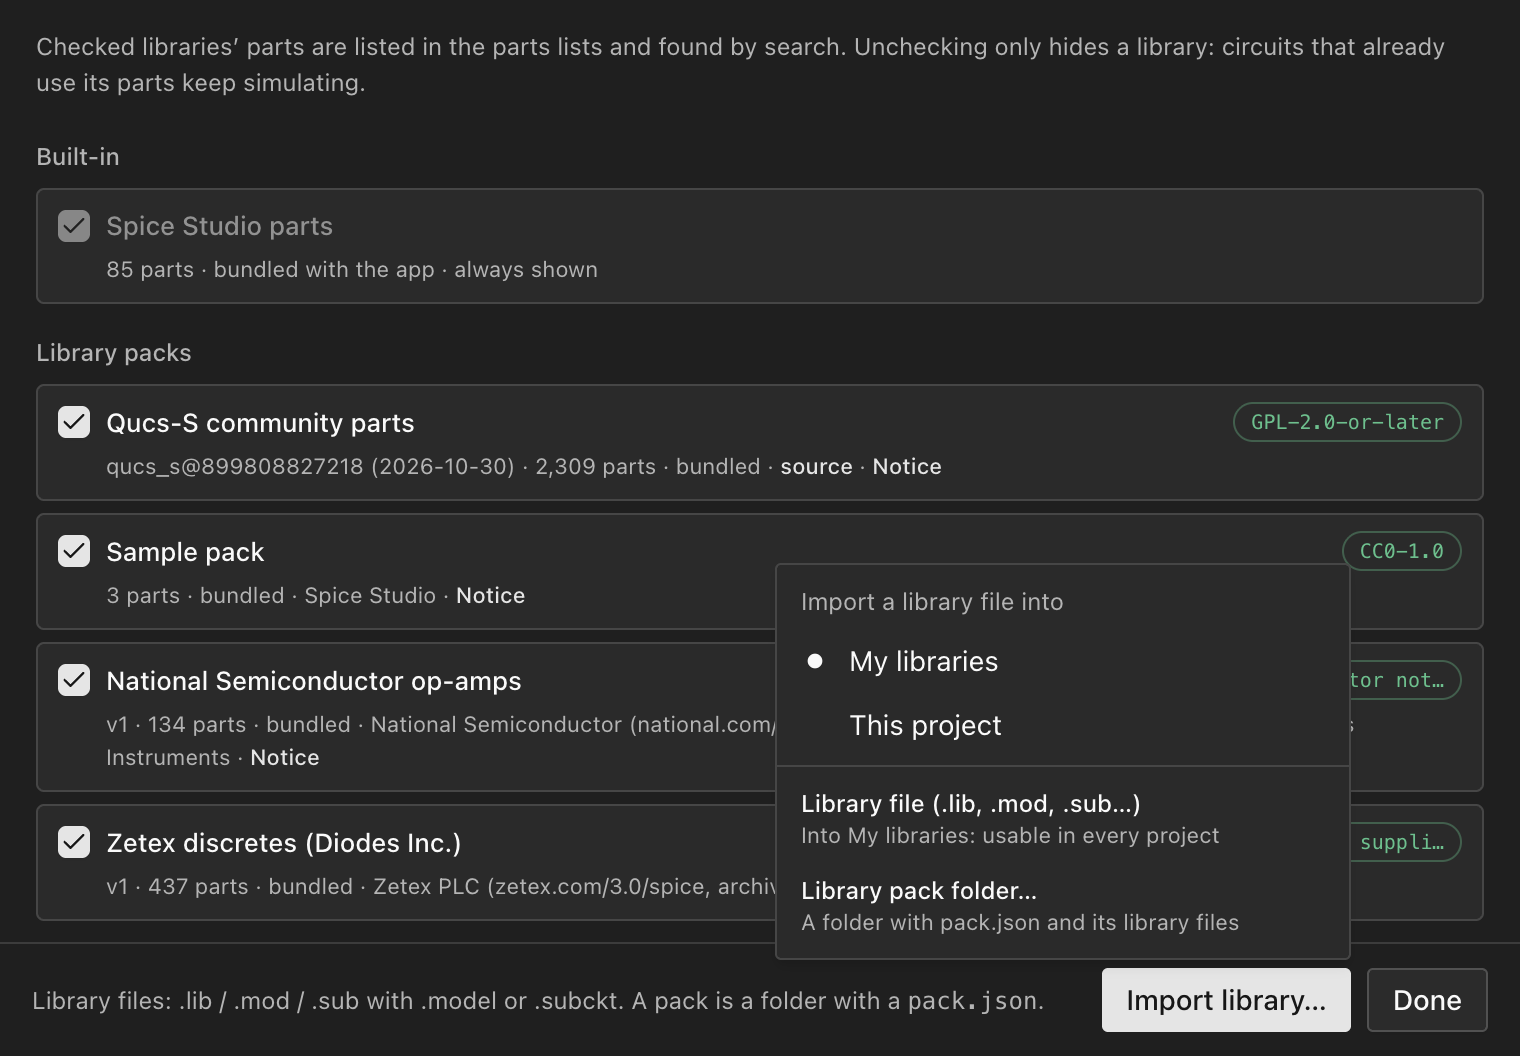 Checked libraries’ parts are listed in the parts lists and found by search. Unchecking only hides a library: circuits that already
use its parts keep simulating.
Built-in
Spice Studio parts
85 parts · bundled with the app · always shown
Library packs
Qucs-S community parts
GPL-2.0-or-later
qucs_s@899808827218 (2026-10-30) · 2,309 parts · bundled · source · Notice
Sample pack
CC0-1.0
3 parts · bundled · Spice Studio · Notice
National Semiconductor op-amps
not…
v1 · 134 parts · bundled · National Semiconductor (national.com/
Instruments · Notice
Zetex discretes (Diodes Inc.)
suppli…
v1 · 437 parts · bundled · Zetex PLC (zetex.com/3.0/spice,
Import a library file into
My libraries
This project
Library file (.lib, .mod, .sub…)
Into My libraries: usable in every project
Library pack folder…
A folder with pack.json and its library files
Library files: .lib / .mod / .sub with .model or .subckt. A pack is a folder with a pack.json.
Import library…
Done